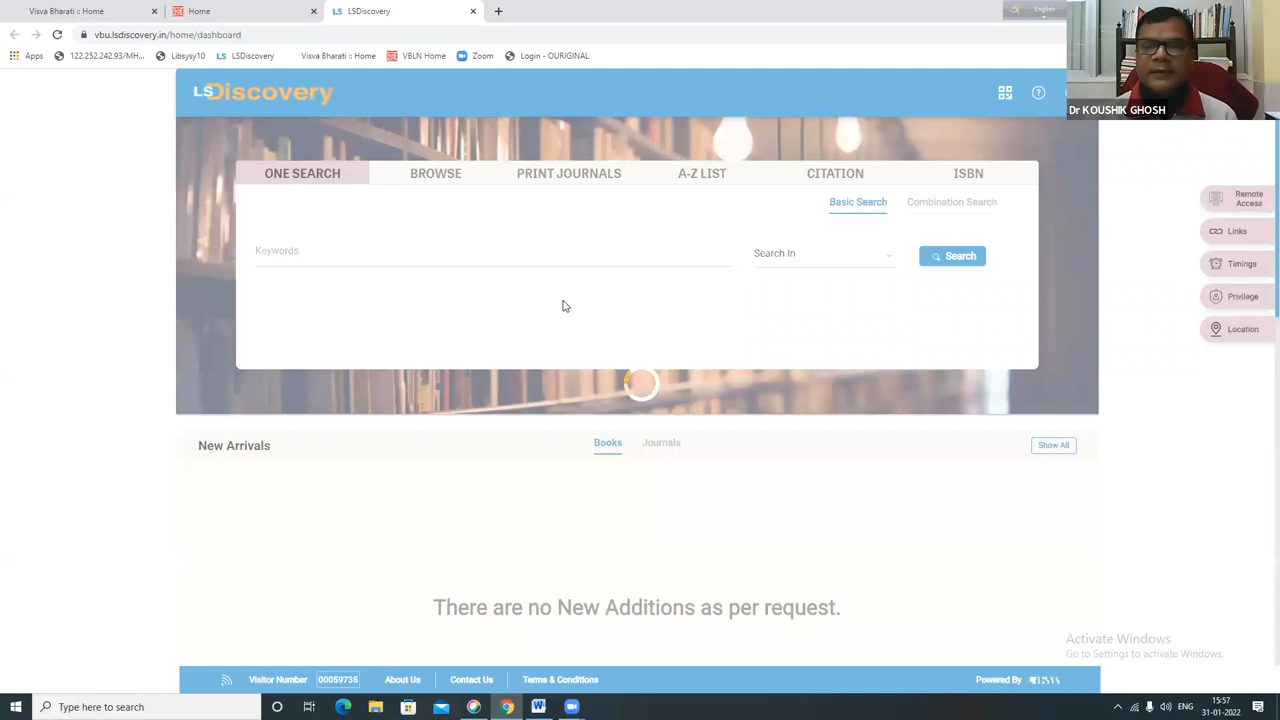 Visva Bharati :: Home
Home
LSDiscovery
English
vbu.lsdiscovery.in/home/dashboard
Apps
122.252.242.93/MH...
Libsysy10
LSDiscovery
Visva Bharati :: Home
VBLN Home
Zoom
Login - OURIGINAL
LSDiscovery
Dr KOUSHIK GHOSH
ONE SEARCH
BROWSE
PRINT JOURNALS
A-Z LIST
CITATION
ISBN
Basic Search
Combination Search
Keywords
Search In
Search
Remote Access
Links
Timings
Privilege
Location
New Arrivals
Books
Journals
Show All
There are no New Additions as per request.
Activate Windows
Go to Settings to activate Windows.
Visitor Number
00059735
About Us
Contact Us
Terms & Conditions
Powered By
Type here to search
ENG
15:57
31-01-2022